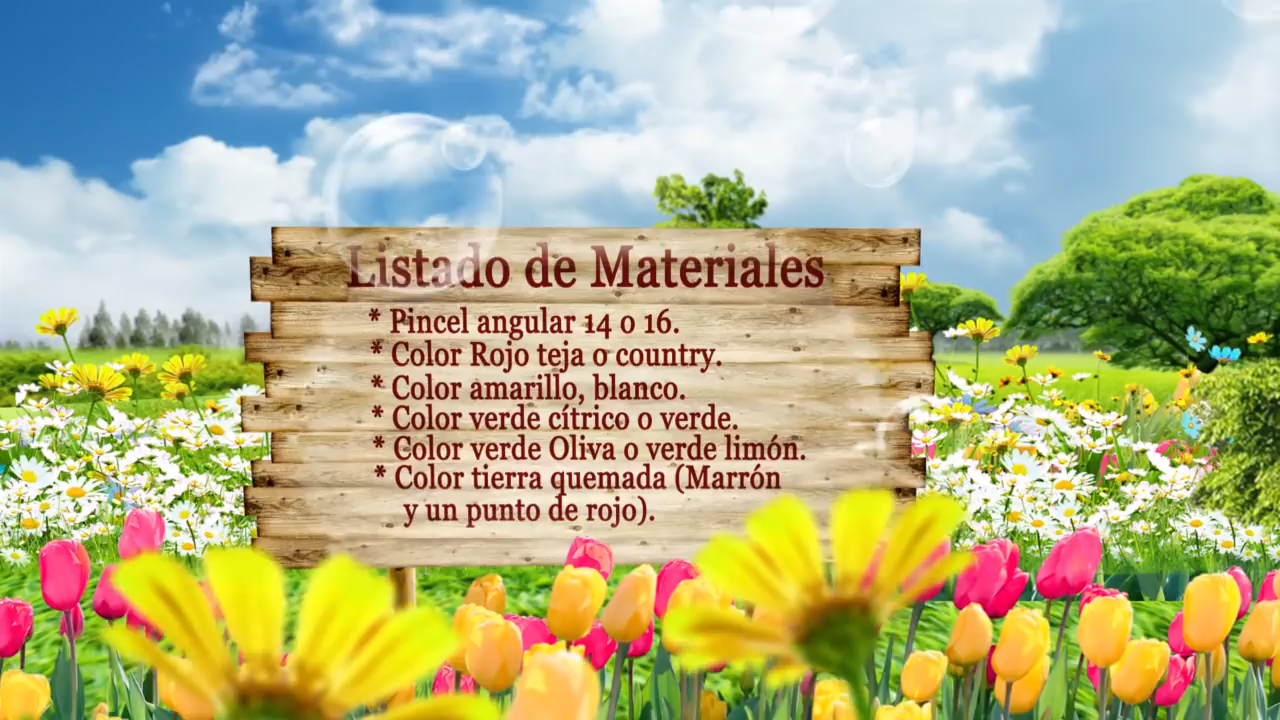 Listado de Materiales
* Pincel angular 14 o 16.
* Color Rojo teja o country.
* Color amarillo, blanco.
* Color verde cítrico o verde.
* Color verde Oliva o verde limón.
* Color tierra quemada (Marrón
y un punto de rojo).